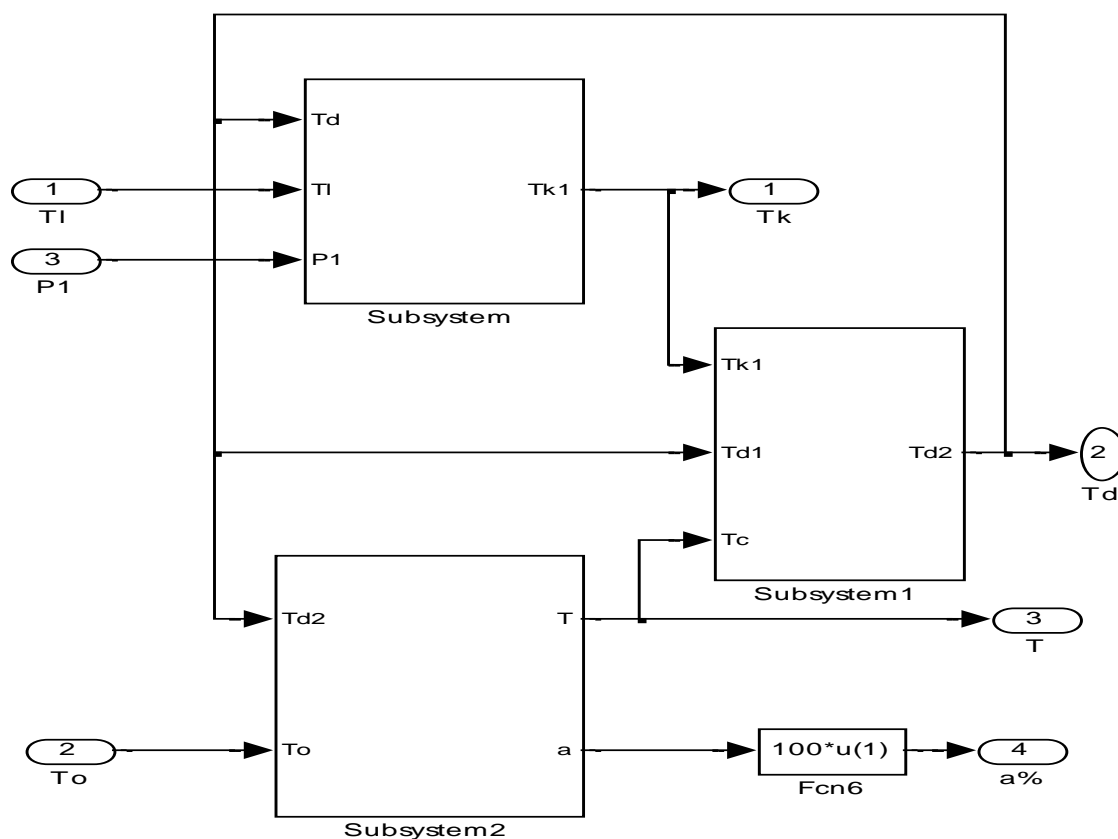 Td
1
Tl
Tl
Tk1
1
Tk
3
P1
P1
Subsystem
Tk1
Td1
Td2
2
Td
Tc
Subsystem1
Td2
T
3
T
2
To
To
a
100*u(1)
Fcn6
4
a%
Subsystem2